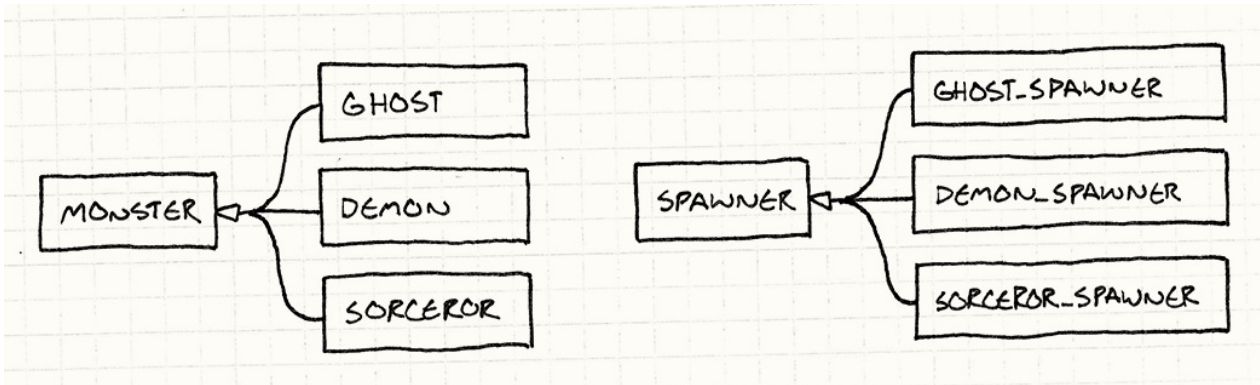 MONSTER
GHOST
DEMON
SORCEROR
SPAWNER
GHOST_SPAWNER
DEMON_SPAWNER
SORCEROR_SPAWNER